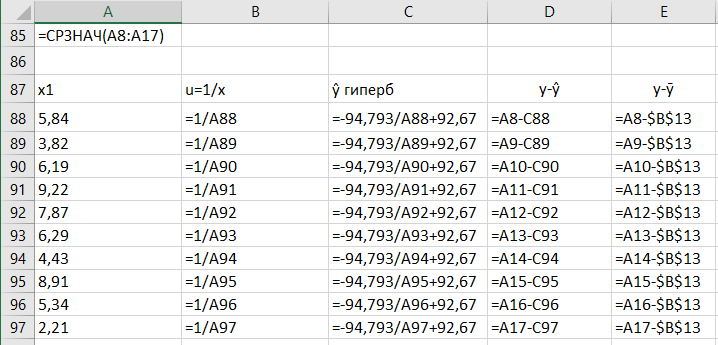 A B C D E
85 =СРЗНАЧ(A8:A17)
86
87 x1 u=1/x ŷ гиперб y-ŷ y-ȳ
88 5,84 =1/A88 =-94,793/A88+92,67 =A8-C88 =A8-$B$13
89 3,82 =1/A89 =-94,793/A89+92,67 =A9-C89 =A9-$B$13
90 6,19 =1/A90 =-94,793/A90+92,67 =A10-C90 =A10-$B$13
91 9,22 =1/A91 =-94,793/A91+92,67 =A11-C91 =A11-$B$13
92 7,87 =1/A92 =-94,793/A92+92,67 =A12-C92 =A12-$B$13
93 6,29 =1/A93 =-94,793/A93+92,67 =A13-C93 =A13-$B$13
94 4,43 =1/A94 =-94,793/A94+92,67 =A14-C94 =A14-$B$13
95 8,91 =1/A95 =-94,793/A95+92,67 =A15-C95 =A15-$B$13
96 5,34 =1/A96 =-94,793/A96+92,67 =A16-C96 =A16-$B$13
97 2,21 =1/A97 =-94,793/A97+92,67 =A17-C97 =A17-$B$13